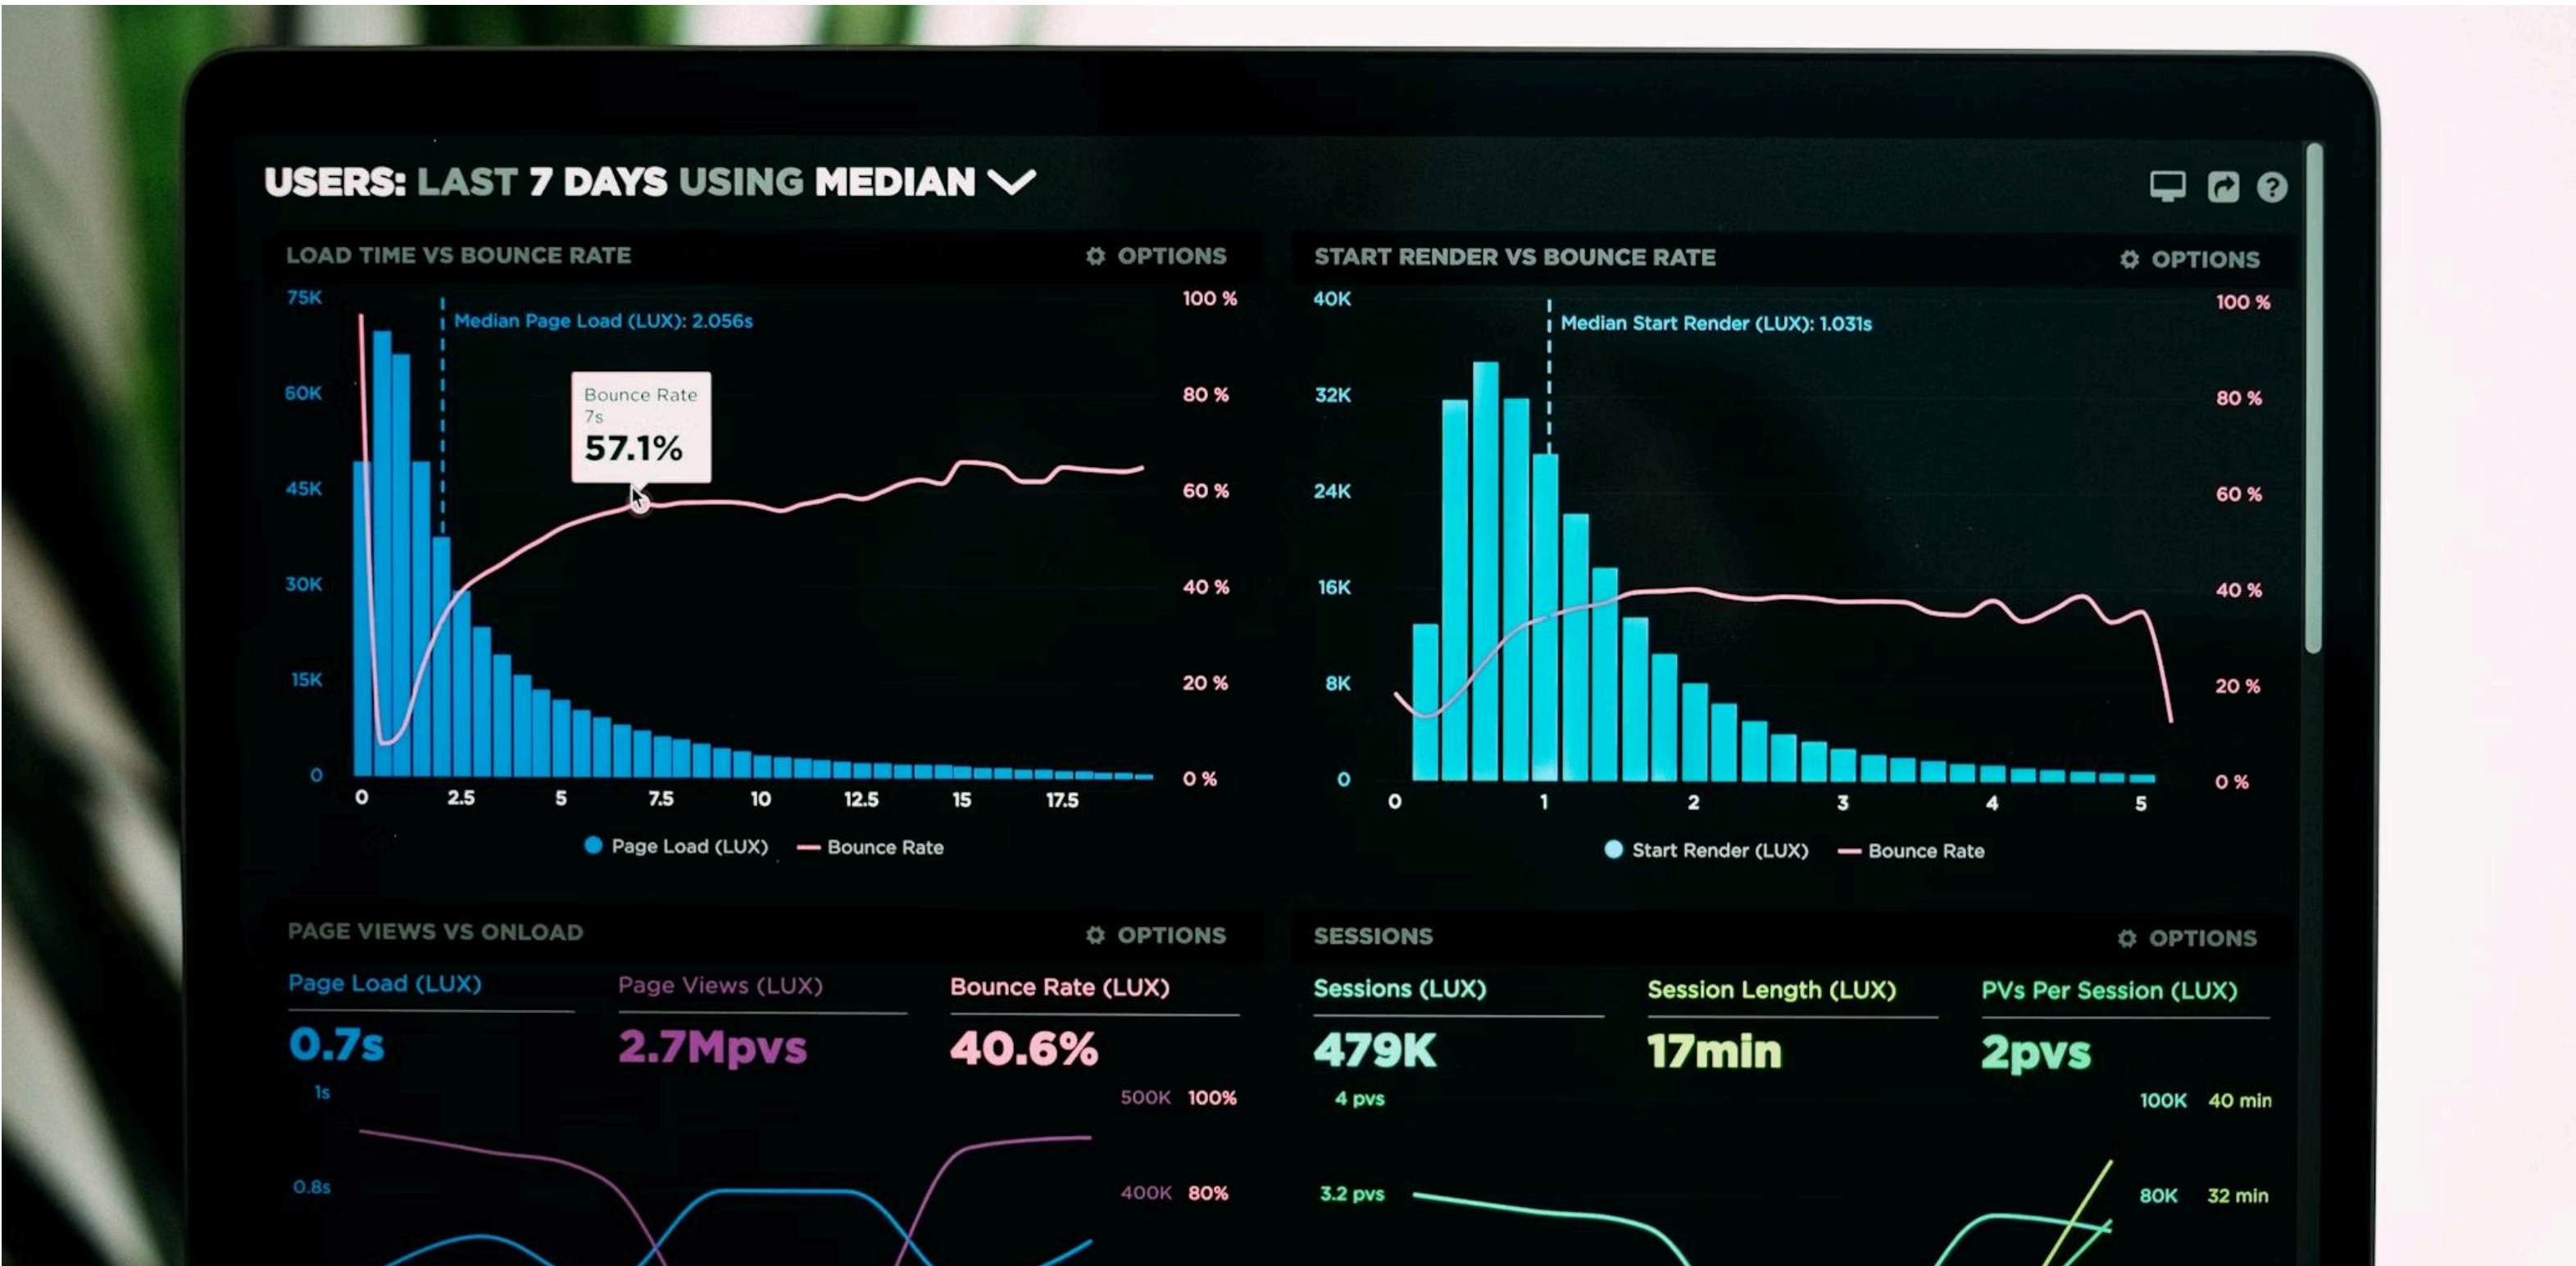 USERS: LAST 7 DAYS USING MEDIAN
LOAD TIME VS BOUNCE RATE
OPTIONS
75K
60K
45K
30K
15K
0
Median Page Load (LUX): 2.056s
Bounce Rate
7s
57.1%
100 %
80 %
60 %
40 %
20 %
0 %
0 2.5 5 7.5 10 12.5 15 17.5
Page Load (LUX) Bounce Rate
START RENDER VS BOUNCE RATE
OPTIONS
40K
32K
24K
16K
8K
0
Median Start Render (LUX): 1.031s
100 %
80 %
60 %
40 %
20 %
0 %
0 1 2 3 4 5
Start Render (LUX) Bounce Rate
PAGE VIEWS VS ONLOAD
OPTIONS
Page Load (LUX) Page Views (LUX) Bounce Rate (LUX)
0.7s 2.7Mpvs 40.6%
1s 500K 100%
0.8s 400K 80%
SESSIONS
OPTIONS
Sessions (LUX) Session Length (LUX) PVs Per Session (LUX)
479K 17min 2pvs
4 pvs 100K 40 min
3.2 pvs 80K 32 min